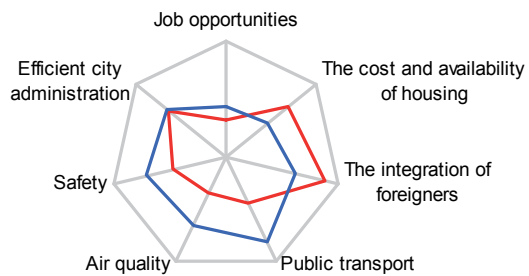 Job opportunities
The cost and availability
of housing
The integration of
foreigners
Public transport
Air quality
Safety
Efficient city
administration